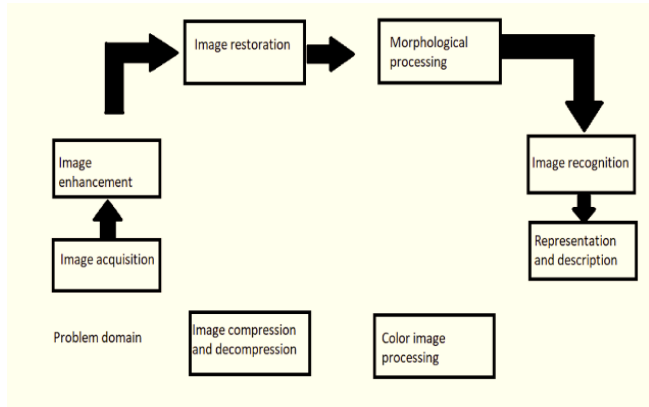 Image restoration
Morphological
processing
Image
enhancement
Image recognition
Image acquisition
Representation
and description
Problem domain
Image compression
and decompression
Color image
processing